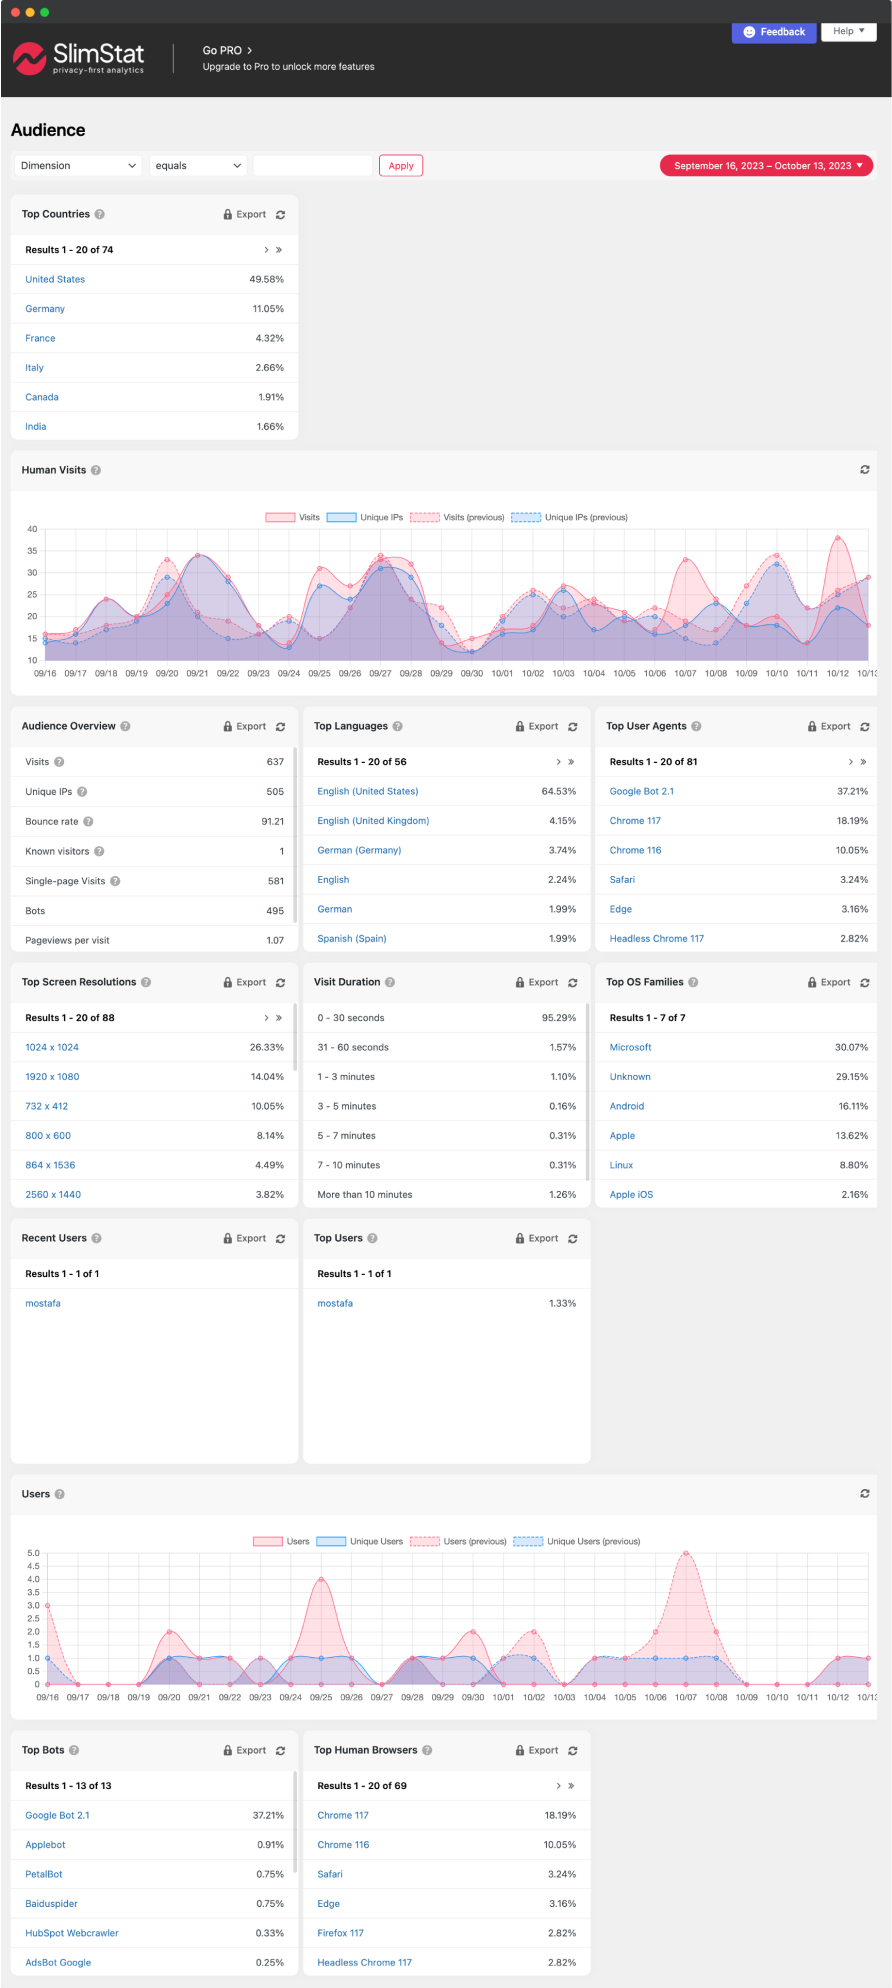 SlimStat
privacy-first analytics
Go PRO >
Upgrade to Pro to unlock more features
Feedback
Help ▼
Audience
Dimension
equals
Apply
September 16, 2023 – October 13, 2023 ▼
Top Countries ?
Export
Results 1 - 20 of 74
> »
United States 49.58%
Germany 11.05%
France 4.32%
Italy 2.66%
Canada 1.91%
India 1.66%
Human Visits ?
Visits
Unique IPs
Visits (previous)
Unique IPs (previous)
40
35
30
25
20
15
10
09/16 09/17 09/18 09/19 09/20 09/21 09/22 09/23 09/24 09/25 09/26 09/27 09/28 09/29 09/30 10/01 10/02 10/03 10/04 10/05 10/06 10/07 10/08 10/09 10/10 10/11 10/12 10/13
Audience Overview ?
Export
Visits ? 637
Unique IPs ? 505
Bounce rate ? 91.21
Known visitors ? 1
Single-page Visits ? 581
Bots 495
Pageviews per visit 1.07
Top Languages ?
Export
Results 1 - 20 of 56
> »
English (United States) 64.53%
English (United Kingdom) 4.15%
German (Germany) 3.74%
English 2.24%
German 1.99%
Spanish (Spain) 1.99%
Top User Agents ?
Export
Results 1 - 20 of 81
> »
Google Bot 2.1 37.21%
Chrome 117 18.19%
Chrome 116 10.05%
Safari 3.24%
Edge 3.16%
Headless Chrome 117 2.82%
Top Screen Resolutions ?
Export
Results 1 - 20 of 88
> »
1024 x 1024 26.33%
1920 x 1080 14.04%
732 x 412 10.05%
800 x 600 8.14%
864 x 1536 4.49%
2560 x 1440 3.82%
Visit Duration ?
Export
0 - 30 seconds 95.29%
31 - 60 seconds 1.57%
1 - 3 minutes 1.10%
3 - 5 minutes 0.16%
5 - 7 minutes 0.31%
7 - 10 minutes 0.31%
More than 10 minutes 1.26%
Top OS Families ?
Export
Results 1 - 7 of 7
Microsoft 30.07%
Unknown 29.15%
Android 16.11%
Apple 13.62%
Linux 8.80%
Apple iOS 2.16%
Recent Users ?
Export
Results 1 - 1 of 1
mostafa
Top Users ?
Export
Results 1 - 1 of 1
mostafa 1.33%
Users ?
Users
Unique Users
Users (previous)
Unique Users (previous)
5.0
4.5
4.0
3.5
3.0
2.5
2.0
1.5
1.0
0.5
0
09/16 09/17 09/18 09/19 09/20 09/21 09/22 09/23 09/24 09/25 09/26 09/27 09/28 09/29 09/30 10/01 10/02 10/03 10/04 10/05 10/06 10/07 10/08 10/09 10/10 10/11 10/12 10/13
Top Bots ?
Export
Results 1 - 13 of 13
Google Bot 2.1 37.21%
Applebot 0.91%
PetalBot 0.75%
Baiduspider 0.75%
HubSpot Webcrawler 0.33%
AdsBot Google 0.25%
Top Human Browsers ?
Export
Results 1 - 20 of 69
> »
Chrome 117 18.19%
Chrome 116 10.05%
Safari 3.24%
Edge 3.16%
Firefox 117 2.82%
Headless Chrome 117 2.82%